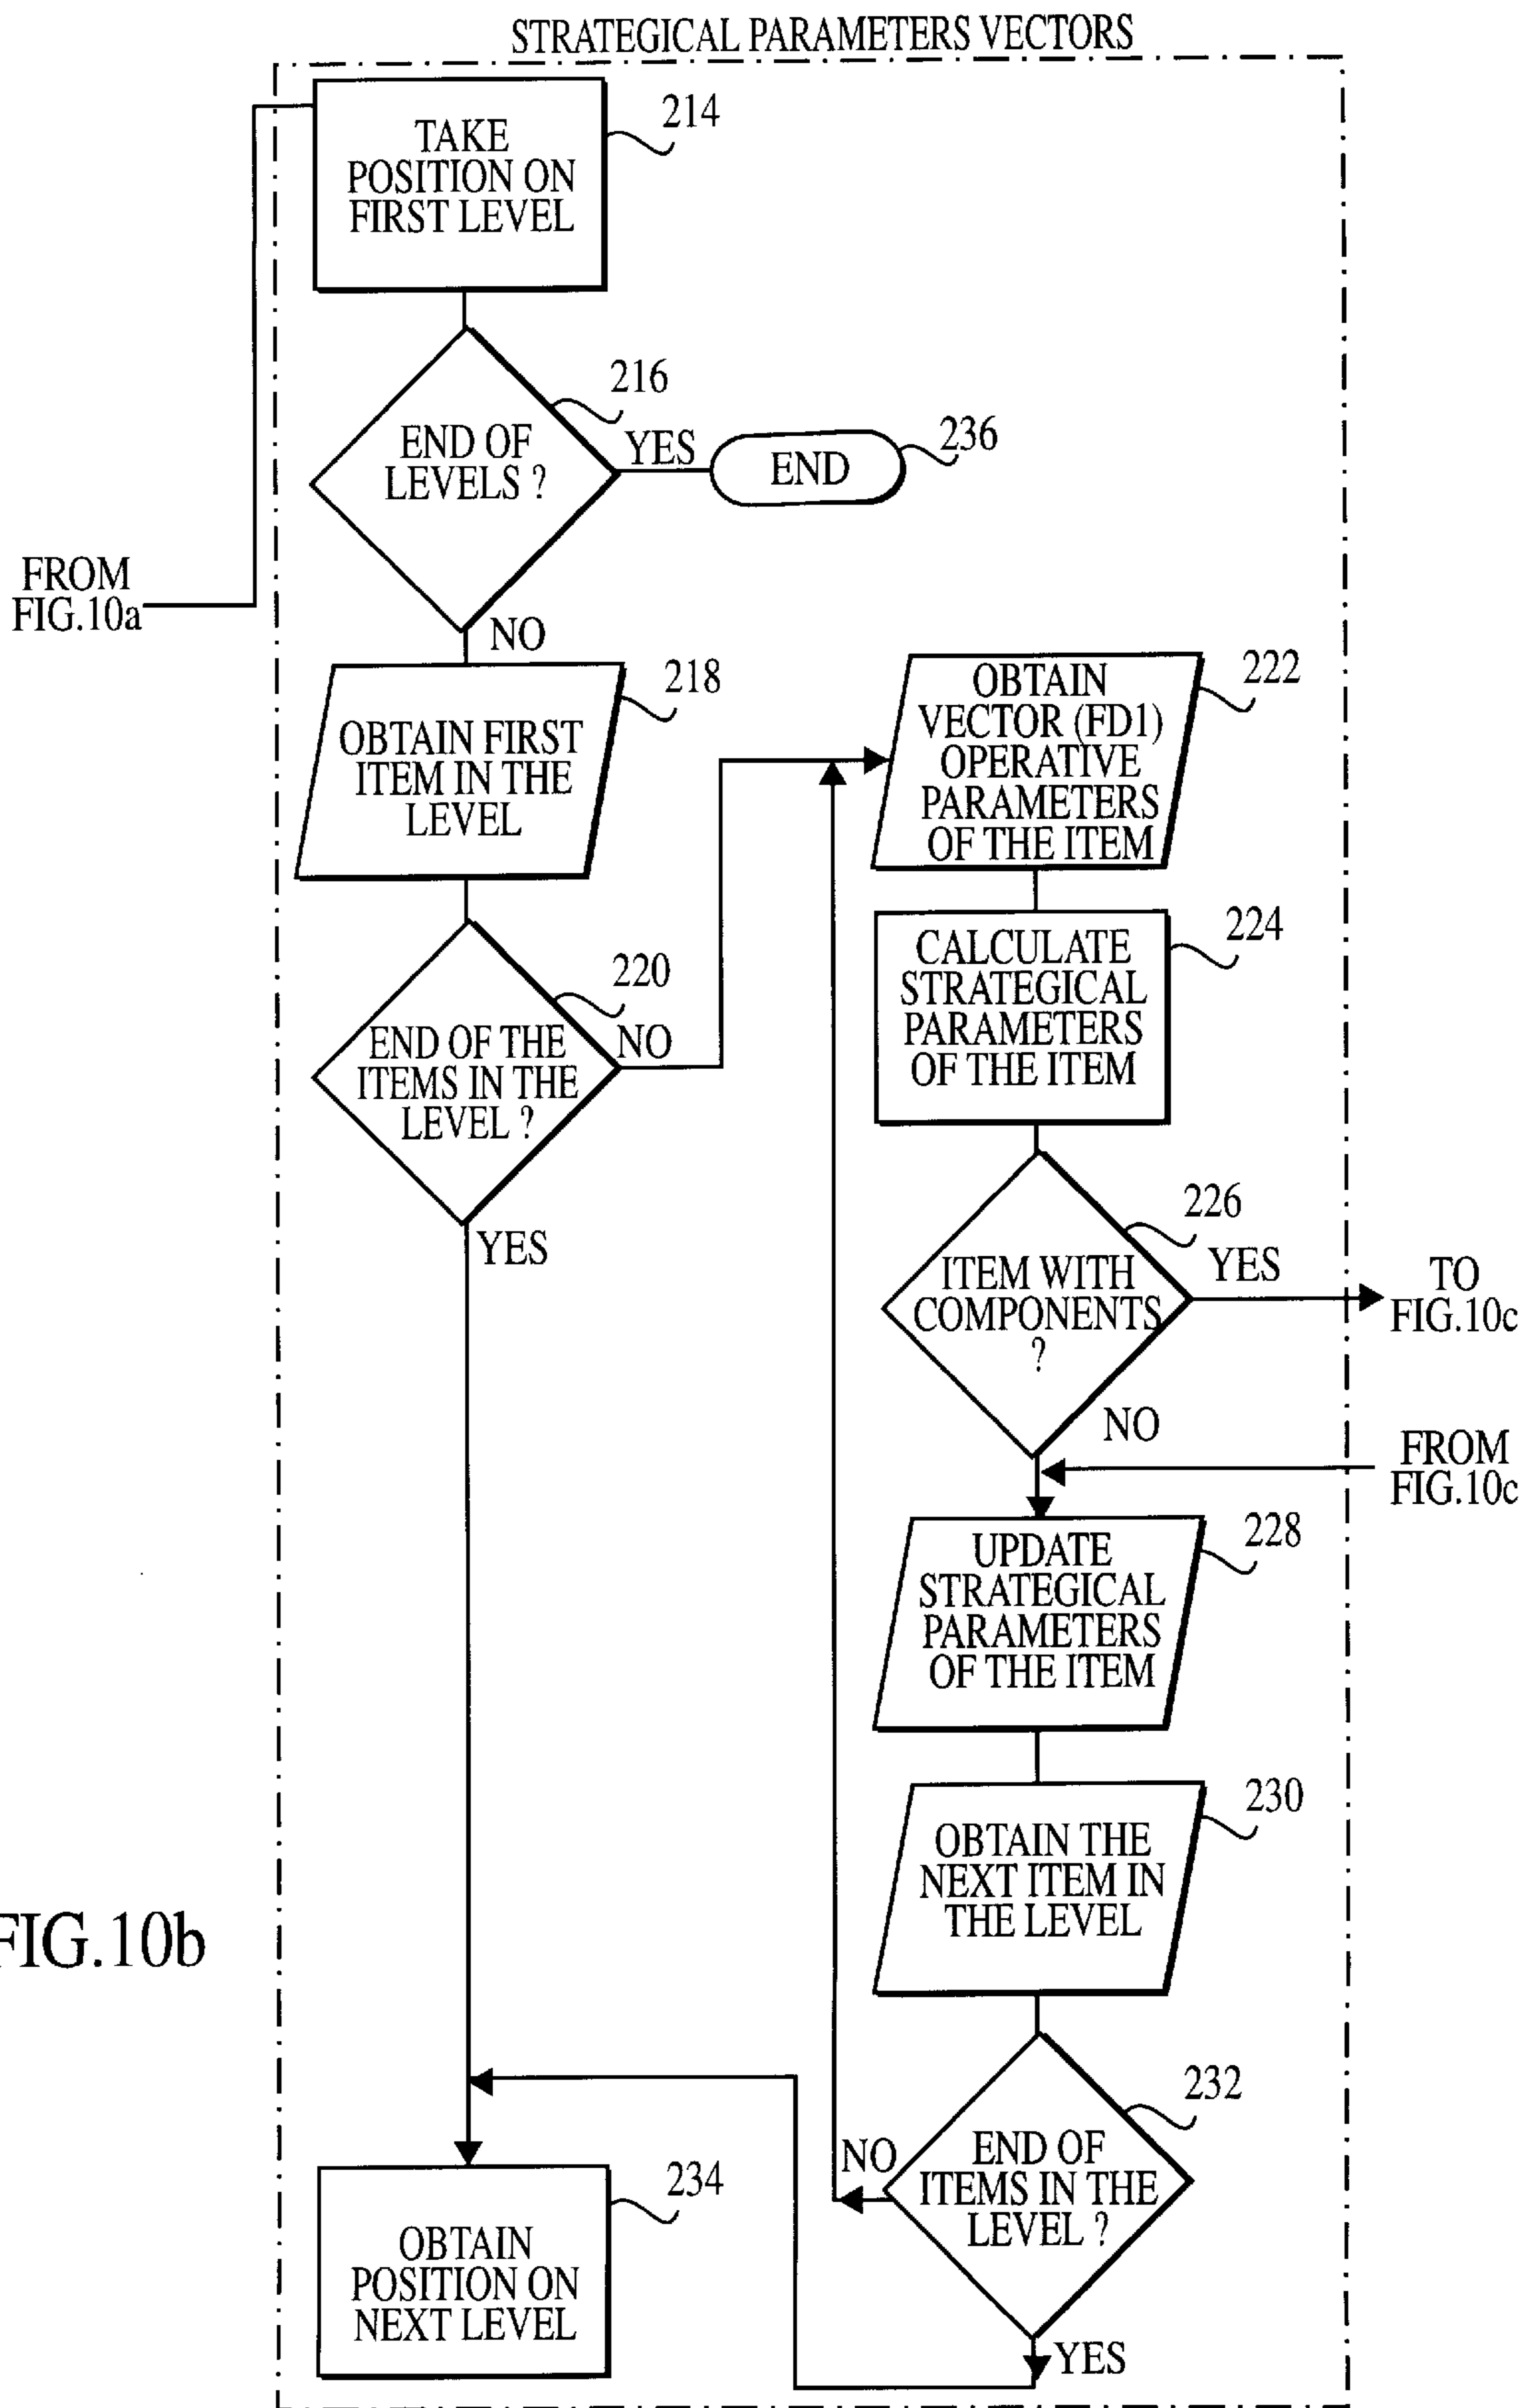 STRATEGICAL PARAMETERS VECTORS
TAKE
POSITION ON
FIRST LEVEL
214
END OF
LEVELS ?
216
YES
END
236
FROM
FIG.10a
NO
OBTAIN FIRST
ITEM IN THE
LEVEL
218
END OF THE
ITEMS IN THE
LEVEL ?
220
NO
YES
OBTAIN
VECTOR (FD1)
OPERATIVE
PARAMETERS
OF THE ITEM
222
CALCULATE
STRATEGICAL
PARAMETERS
OF THE ITEM
224
ITEM WITH
COMPONENTS
?
226
YES
TO
FIG.10c
NO
FROM
FIG.10c
UPDATE
STRATEGICAL
PARAMETERS
OF THE ITEM
228
OBTAIN THE
NEXT ITEM IN
THE LEVEL
230
END OF
ITEMS IN THE
LEVEL ?
232
NO
YES
OBTAIN
POSITION ON
NEXT LEVEL
234
FIG.10b